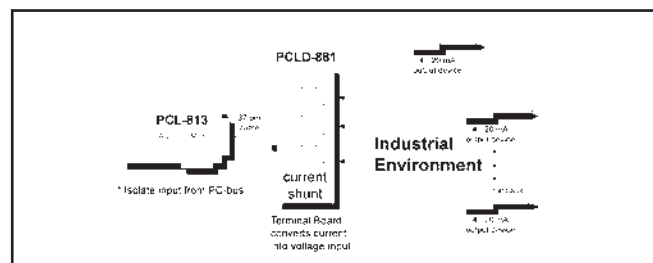 PCLD-881
4 - 20 mA
output device
PCL-813
37 pin
4 - 20 mA
output device
Industrial
Environment
current
shunt
* Isolate input from PC-bus
Terminal Board
converts current
into voltage input
4 - 20 mA
output device